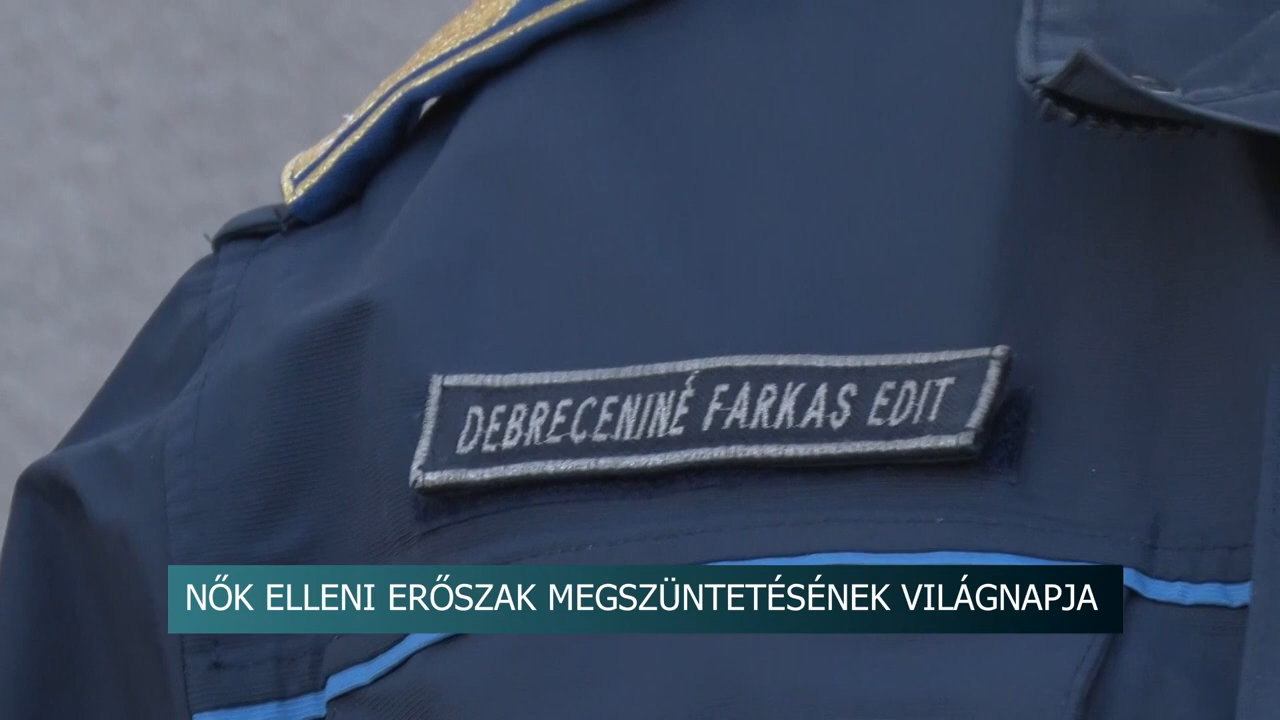 DEBRECENINÉ FARKAS EDIT
NŐK ELLENI ERŐSZAK MEGSZÜNTETÉSÉNEK VILÁGNAPJA